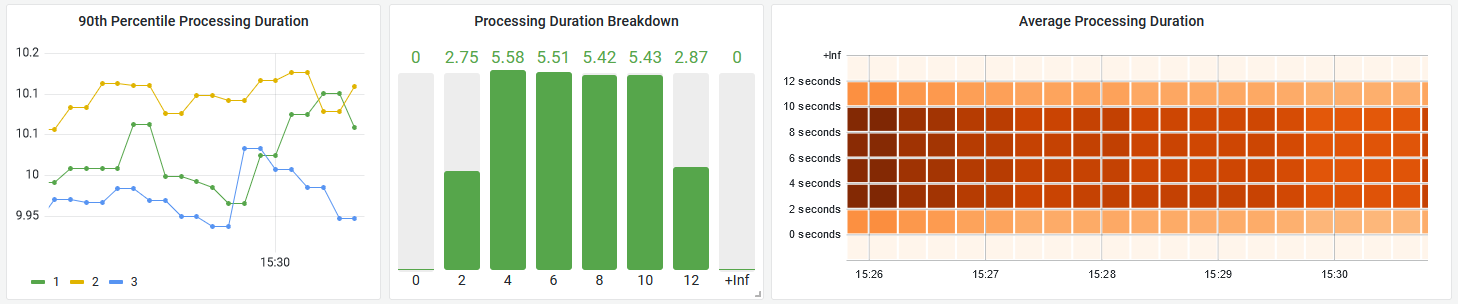 90th Percentile Processing Duration
10.2
10.1
10.1
10
9.95
15:30
1 2 3
Processing Duration Breakdown
0 2.75 5.58 5.51 5.42 5.43 2.87 0
0 2 4 6 8 10 12 +Inf
Average Processing Duration
+Inf
12 seconds
10 seconds
8 seconds
6 seconds
4 seconds
2 seconds
0 seconds
15:26 15:27 15:28 15:29 15:30